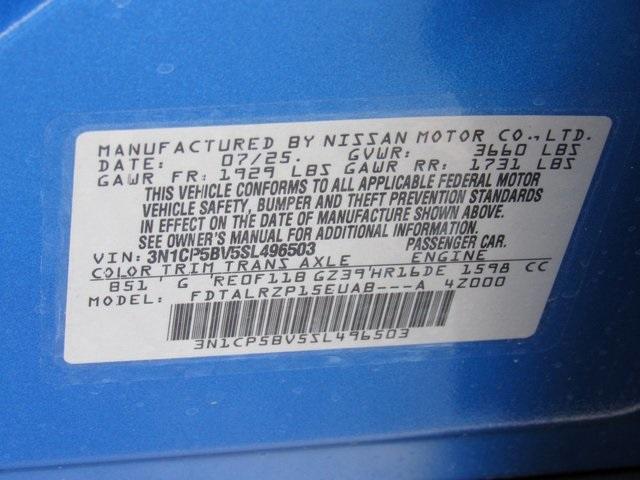 MANUFACTURED BY NISSAN MOTOR CO.,LTD.
DATE: 07/25. GVWR: 3660 LBS
GAWR FR: 1929 LBS GAWR RR: 1731 LBS
THIS VEHICLE CONFORMS TO ALL APPLICABLE FEDERAL MOTOR
VEHICLE SAFETY, BUMPER AND THEFT PREVENTION STANDARDS
IN EFFECT ON THE DATE OF MANUFACTURE SHOWN ABOVE.
SEE OWNER'S MANUAL FOR ADDITIONAL INFORMATION.
VIN: 3N1CP5BV5SL496503 PASSENGER CAR.
COLOR TRIM TRANS AXLE ENGINE
B51 G RE0F11B GZ39 HR16DE 1598 CC
MODEL: FDTALRZP15EUAB---A 4Z000
3N1CP5BV5SL496503